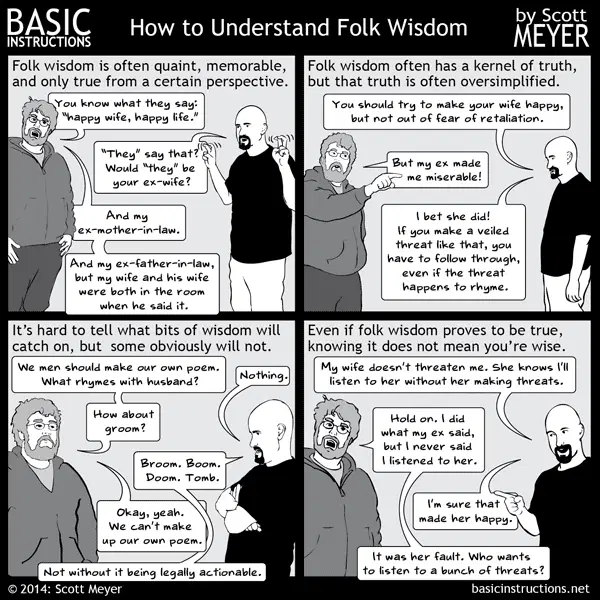 BASIC
INSTRUCTIONS
How to Understand Folk Wisdom
by Scott
MEYER
Folk wisdom is often quaint, memorable,
and only true from a certain perspective.
You know what they say:
"happy wife, happy life."
"They" say that?
Would "they" be
your ex-wife?
And my
ex-mother-in-law.
And my ex-father-in-law,
but my wife and his wife
were both in the room
when he said it.
Folk wisdom often has a kernel of truth,
but that truth is often oversimplified.
You should try to make your wife happy,
but not out of fear of retaliation.
But my ex made
me miserable!
I bet she did!
If you make a veiled
threat like that, you
have to follow through,
even if the threat
happens to rhyme.
It's hard to tell what bits of wisdom will
catch on, but some obviously will not.
We men should make our own poem.
What rhymes with husband?
Nothing.
How about
groom?
Broom. Boom.
Doom. Tomb.
Okay, yeah.
We can't make
up our own poem.
Not without it being legally actionable.
Even if folk wisdom proves to be true,
knowing it does not mean you're wise.
My wife doesn't threaten me. She knows I'll
listen to her without her making threats.
Hold on. I did
what my ex said,
but I never said
I listened to her.
I'm sure that
made her happy.
It was her fault. Who wants
to listen to a bunch of threats?
© 2014: Scott Meyer
basicinstructions.net